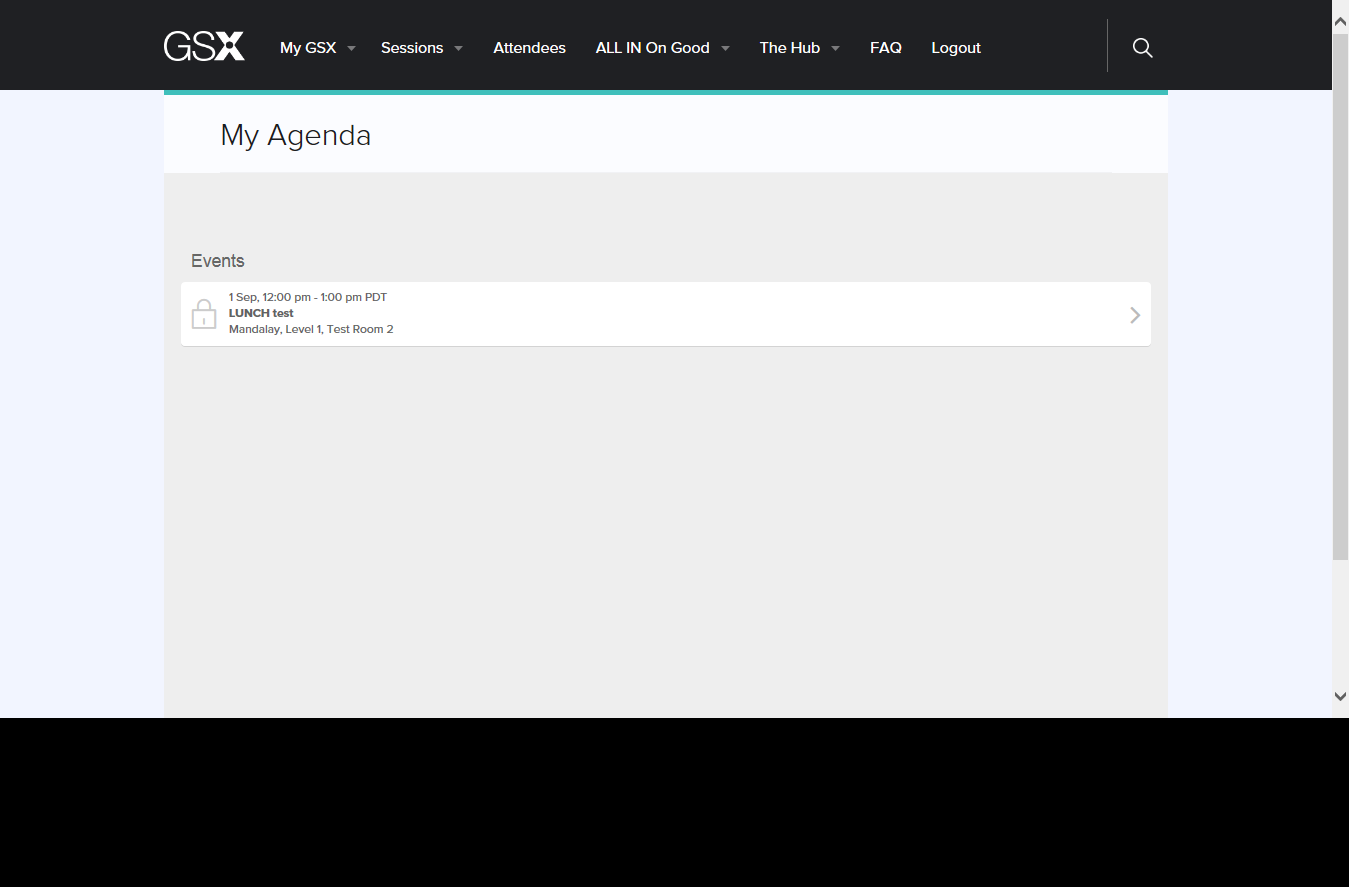 GSX My GSX Sessions Attendees ALL IN On Good The Hub FAQ Logout
My Agenda
Events
1 Sep, 12:00 pm - 1:00 pm PDT
LUNCH test
Mandalay, Level 1, Test Room 2